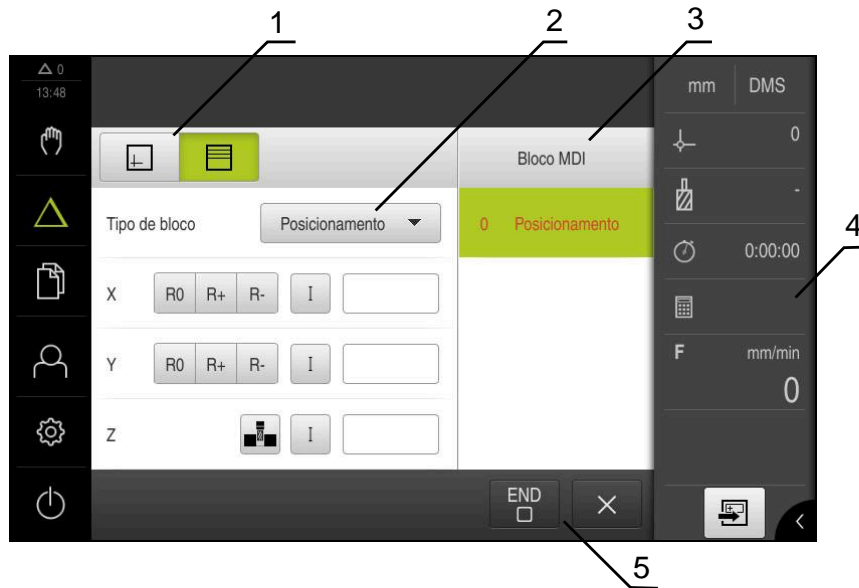 1
2
3
0
13:48
mm DMS
0
Bloco MDI
-
Tipo de bloco Posicionamento
0 Posicionamento
4
0:00:00
X R0 R+ R- I
F mm/min
0
Y R0 R+ R- I
Z I
END
5